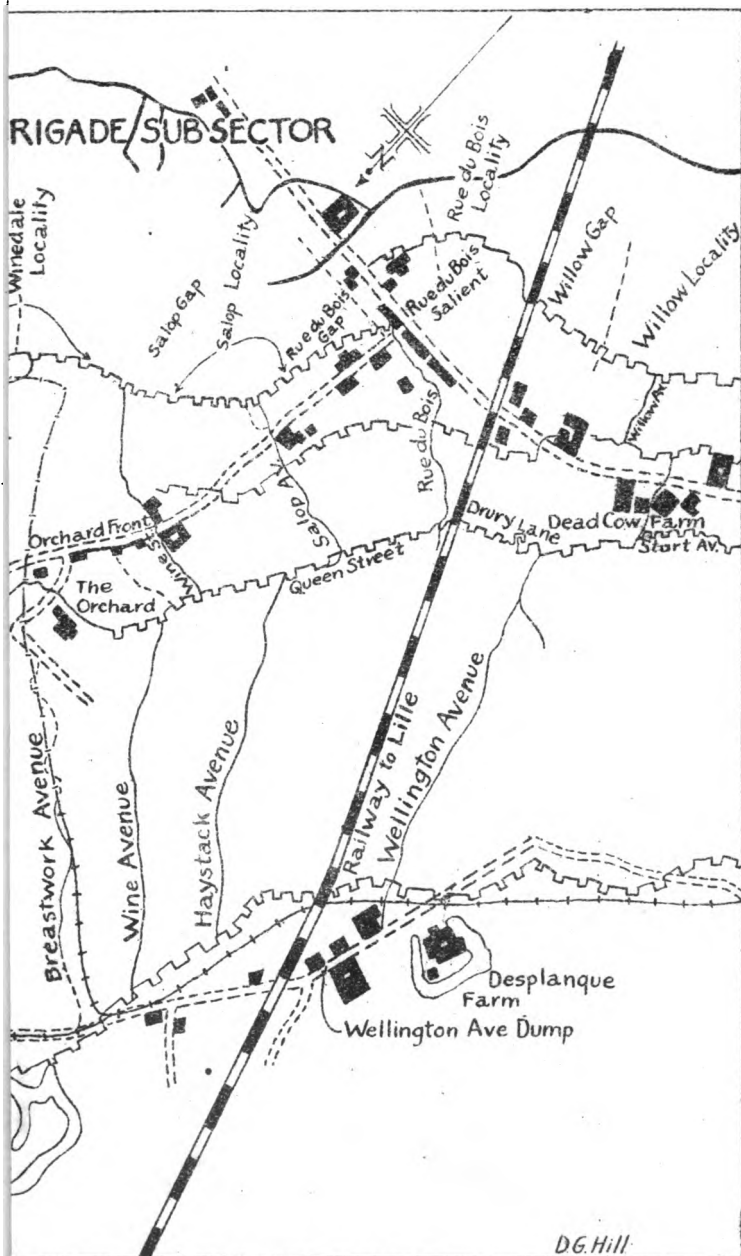 RIGADE/SUBSECTOR
N
Rue du Bois
Locality
Winedale
Locality
Salop Gap
Salop Locality
Rue du Bois
Gap
Rue du Bois
Salient
Willow Gap
Willow Locality
Willow Av.
Rue du Bois
Salop Av.
Orchard Front
Wine St
The
Orchard
Queen Street
Drury Lane
Dead Cow Farm
Sturt Av.
Breastwork Avenue
Wine Avenue
Haystack Avenue
Railway to Lille
Wellington Avenue
Desplanque
Farm
Wellington Ave Dump
D.G.Hill